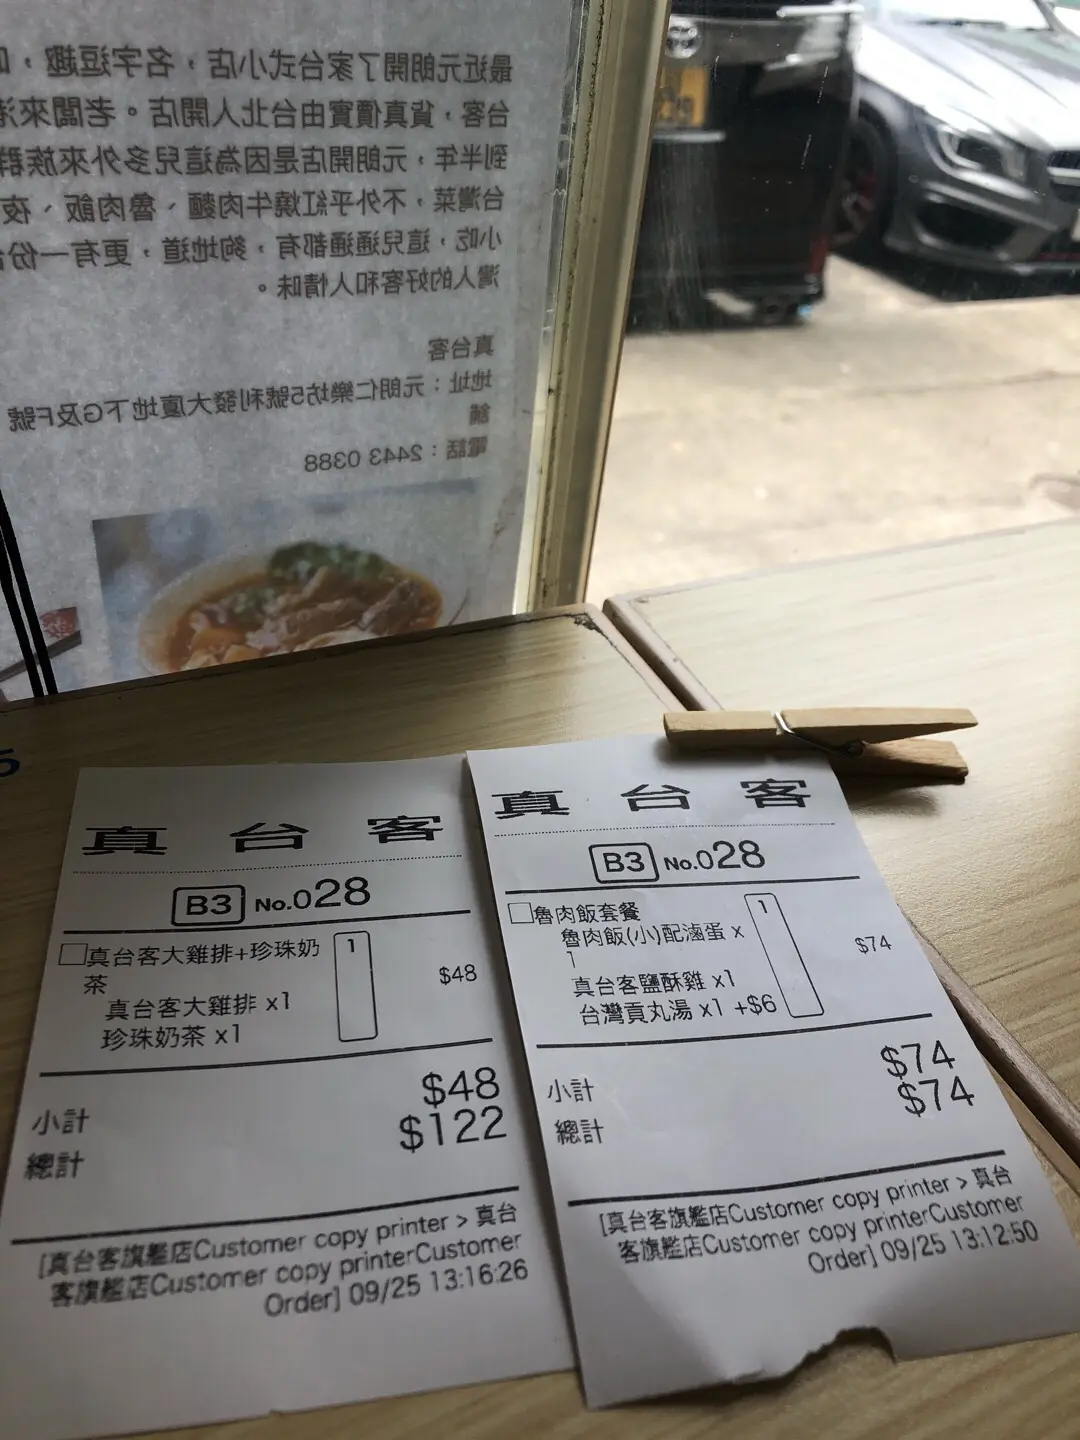 最近元朗開了家台式小店，名字逗趣，叫
台客，貨真價實由台北人開店。老闆來港
到半年，元朗開店是因為這兒多外來族群
台灣菜，不外乎紅燒牛肉麵、魯肉飯、夜
小吃，這兒通通都有，夠地道，更有一份台
灣人的好客和人情味。
真台客
地址：元朗仁樂坊5號利發大廈地下G及F號
舖
電話：2443 0388
真 台 客
B3 No.028
真台客大雞排+珍珠奶 1
茶 $48
真台客大雞排 x1
珍珠奶茶 x1
小計 $48
總計 $122
[真台客旗艦店Customer copy printer > 真台
客旗艦店Customer copy printerCustomer
Order] 09/25 13:16:26
真 台 客
B3 No.028
魯肉飯套餐 1
魯肉飯(小)配滷蛋 x $74
1
真台客鹽酥雞 x1
台灣貢丸湯 x1 +$6
小計 $74
總計 $74
[真台客旗艦店Customer copy printer > 真台
客旗艦店Customer copy printerCustomer
Order] 09/25 13:12:50